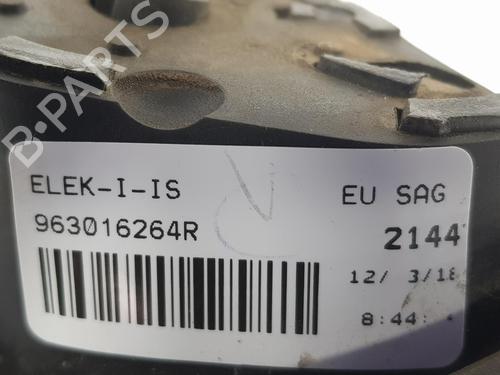 B-PARTS
ELEK-I-IS
EU SAG
963016264R
2144
12/ 3/18
8:44: